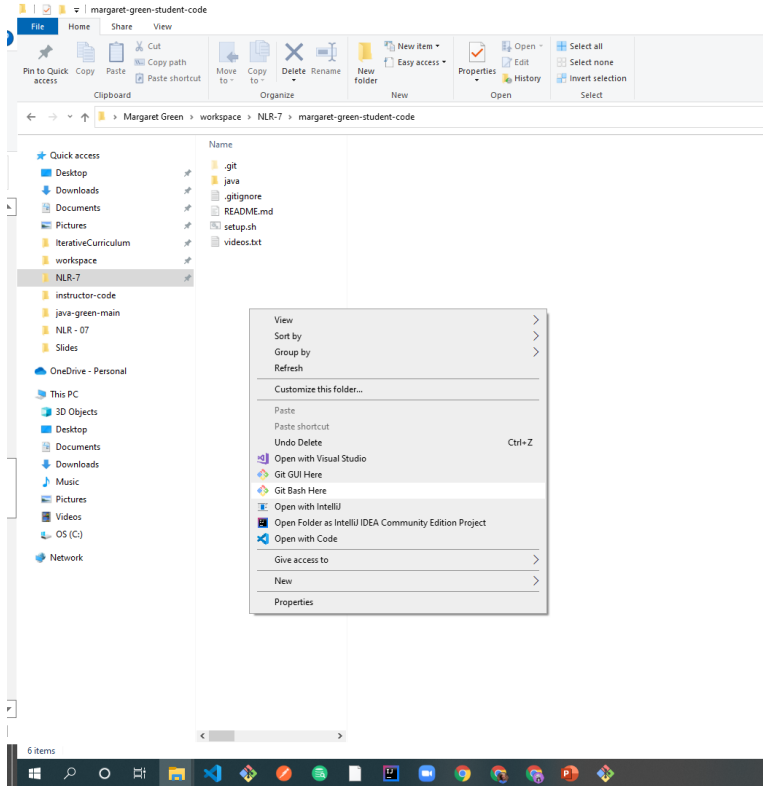 margaret-green-student-code
File Home Share View
Pin to Quick access
Copy
Paste
Cut
Copy path
Paste shortcut
Move to
Copy to
Delete
Rename
New folder
New item
Easy access
Properties
Open
Edit
History
Select all
Select none
Invert selection
Clipboard Organize New Open Select
Margaret Green > workspace > NLR-7 > margaret-green-student-code
Quick access
Desktop
Downloads
Documents
Pictures
IterativeCurriculum
workspace
NLR-7
instructor-code
java-green-main
NLR - 07
Slides
OneDrive - Personal
This PC
3D Objects
Desktop
Documents
Downloads
Music
Pictures
Videos
OS (C:)
Network
Name
.git
java
.gitignore
README.md
setup.sh
videos.txt
View
Sort by
Group by
Refresh
Customize this folder...
Paste
Paste shortcut
Undo Delete Ctrl+Z
Open with Visual Studio
Git GUI Here
Git Bash Here
Open with IntelliJ
Open Folder as IntelliJ IDEA Community Edition Project
Open with Code
Give access to
New
Properties
6 items